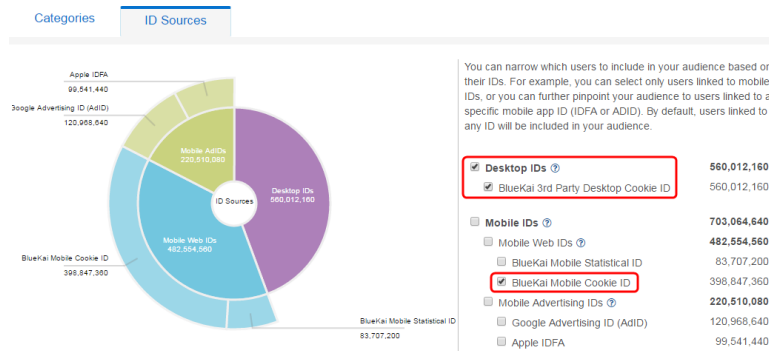 Categories
ID Sources
Apple IDFA
99,541,440
Google Advertising ID (AdID)
120,968,640
Mobile AdIDs
220,510,080
Desktop IDs
560,012,160
ID Sources
Mobile Web IDs
482,554,560
BlueKai Mobile Cookie ID
398,847,360
BlueKai Mobile Statistical ID
83,707,200
You can narrow which users to include in your audience based on
their IDs. For example, you can select only users linked to mobile
IDs, or you can further pinpoint your audience to users linked to a
specific mobile app ID (IDFA or ADID). By default, users linked to
any ID will be included in your audience.
Desktop IDs ? 560,012,160
BlueKai 3rd Party Desktop Cookie ID 560,012,160
Mobile IDs ? 703,064,640
Mobile Web IDs ? 482,554,560
BlueKai Mobile Statistical ID 83,707,200
BlueKai Mobile Cookie ID 398,847,360
Mobile Advertising IDs ? 220,510,080
Google Advertising ID (AdID) 120,968,640
Apple IDFA 99,541,440